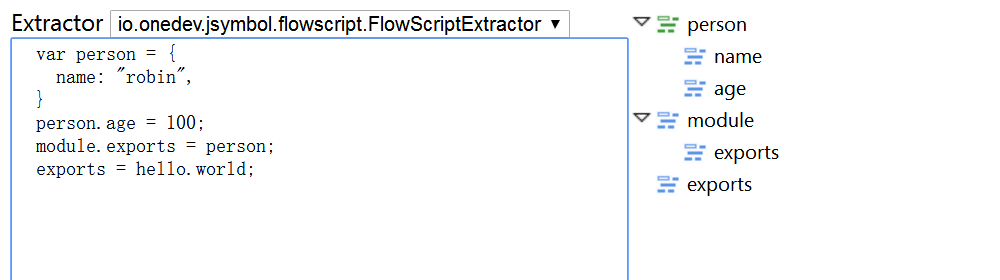 Extractor io.onedev.jsymbol.flowscript.FlowScriptExtractor
var person = {
name: "robin",
}
person.age = 100;
module.exports = person;
exports = hello.world;
person
name
age
module
exports
exports